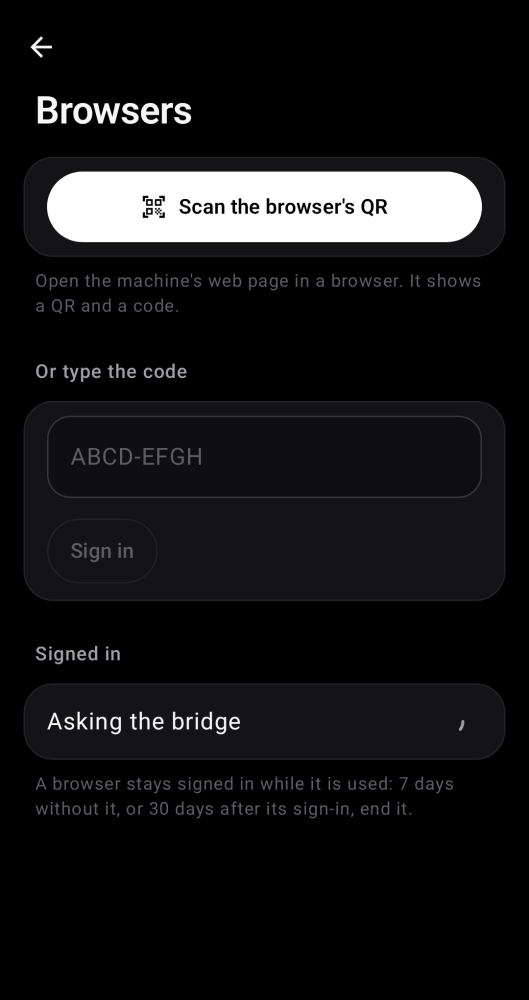 Browsers
Scan the browser's QR
Open the machine's web page in a browser. It shows
a QR and a code.
Or type the code
ABCD-EFGH
Sign in
Signed in
Asking the bridge
A browser stays signed in while it is used: 7 days
without it, or 30 days after its sign-in, end it.